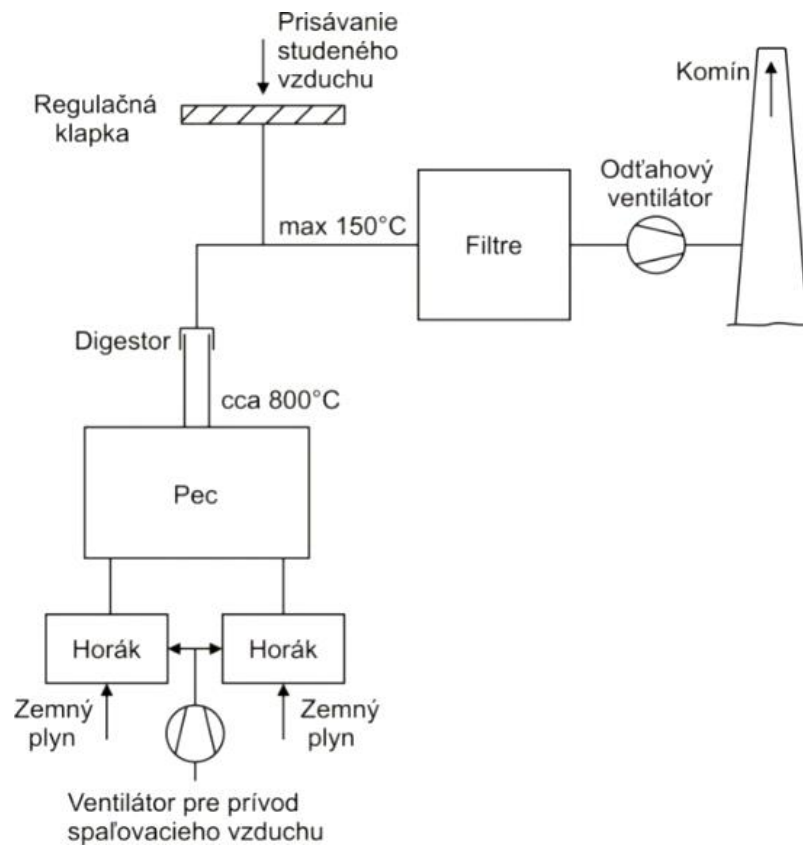 Prisávanie
studeného
vzduchu
Regulačná
klapka
Komín
Odťahový
ventilátor
max 150°C
Filtre
Digestor
cca 800°C
Pec
Horák
Horák
Zemný
plyn
Zemný
plyn
Ventilátor pre prívod
spaľovacieho vzduchu